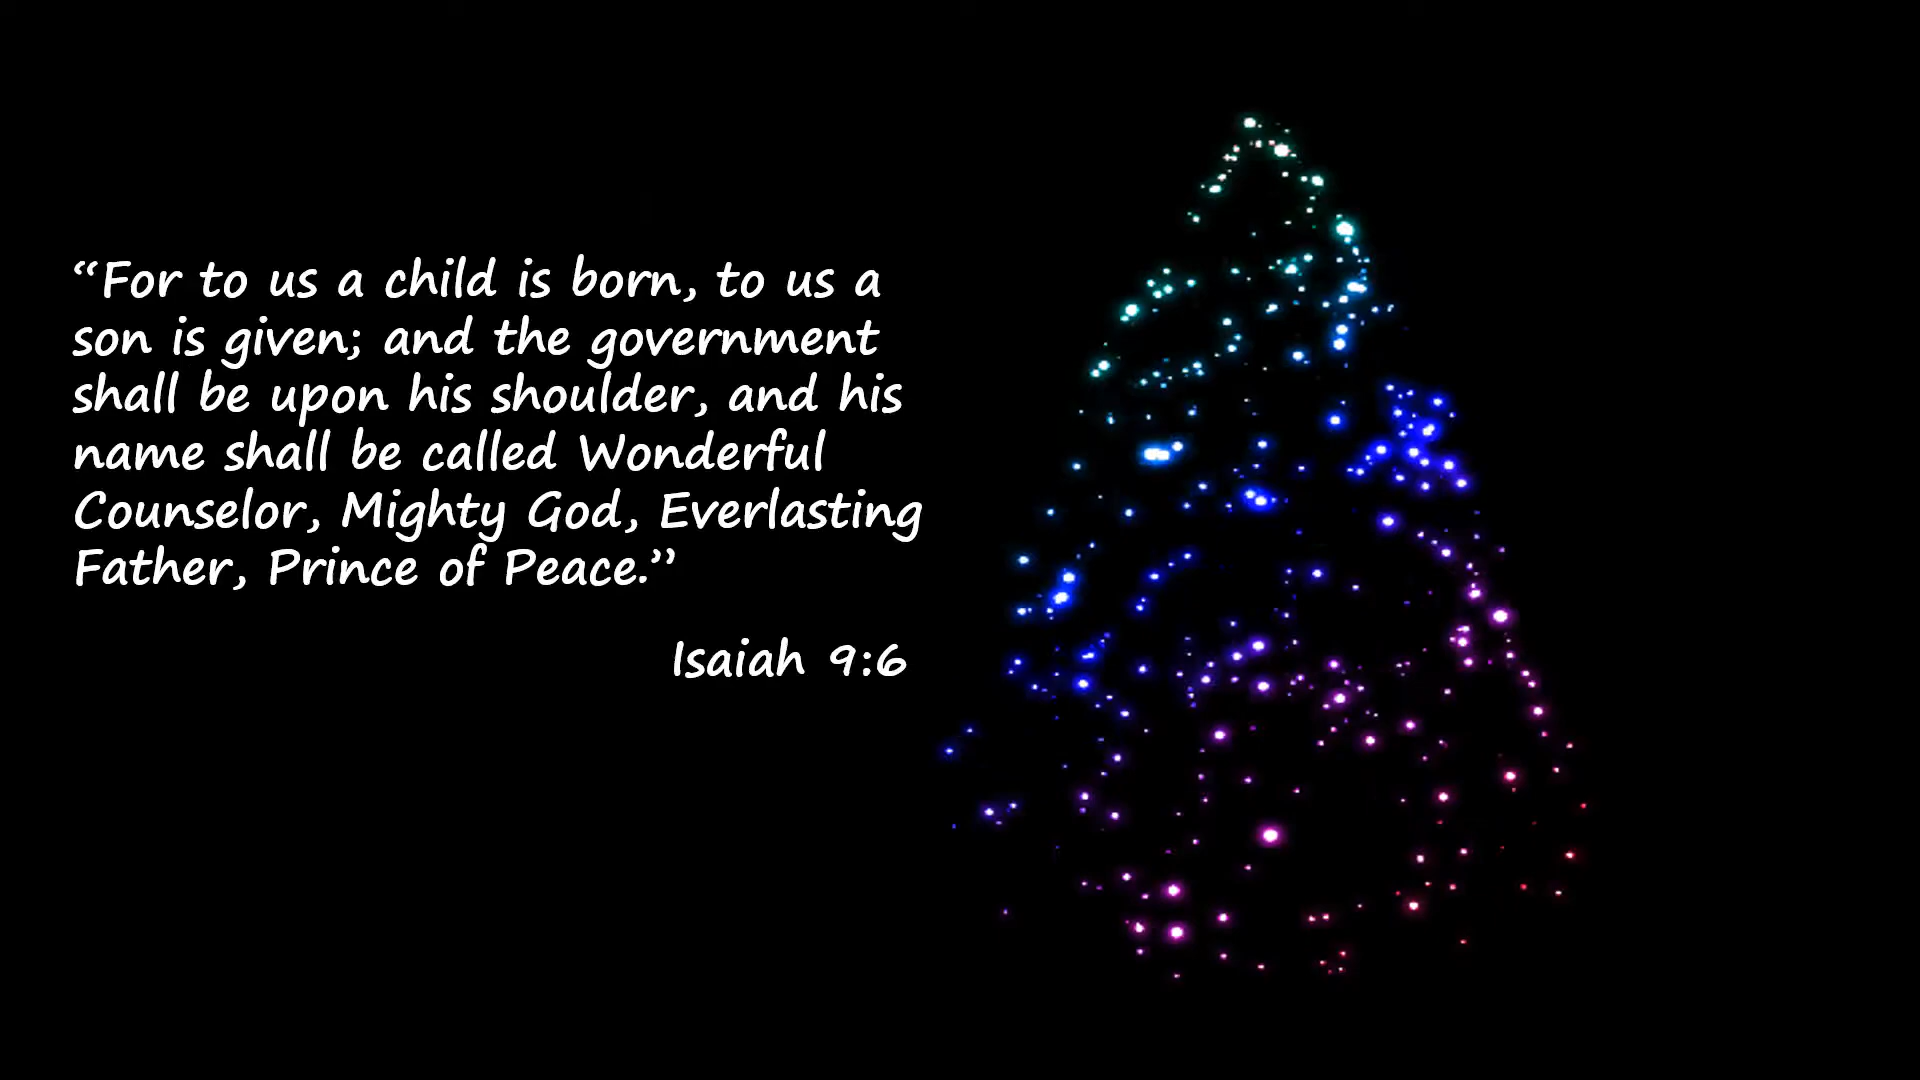 “For to us a child is born, to us a
son is given; and the government
shall be upon his shoulder, and his
name shall be called Wonderful
Counselor, Mighty God, Everlasting
Father, Prince of Peace.”
Isaiah 9:6